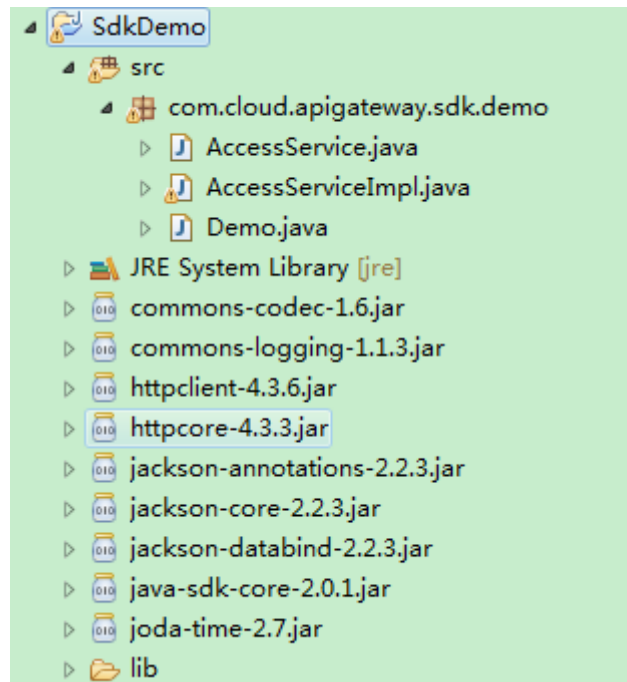 SdkDemo
src
com.cloud.apigateway.sdk.demo
AccessService.java
AccessServiceImpl.java
Demo.java
JRE System Library [jre]
commons-codec-1.6.jar
commons-logging-1.1.3.jar
httpclient-4.3.6.jar
httpcore-4.3.3.jar
jackson-annotations-2.2.3.jar
jackson-core-2.2.3.jar
jackson-databind-2.2.3.jar
java-sdk-core-2.0.1.jar
joda-time-2.7.jar
lib